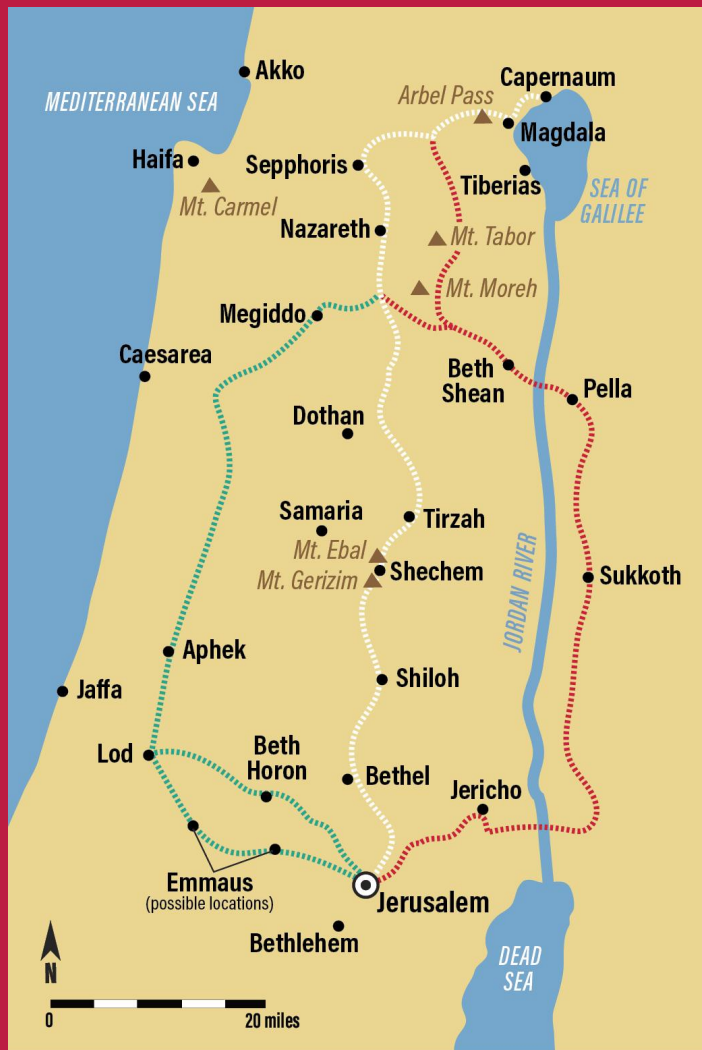 Akko
MEDITERRANEAN SEA
Capernaum
Arbel Pass
Magdala
Haifa
Sepphoris
Tiberias
Mt. Carmel
SEA OF
GALILEE
Nazareth
Mt. Tabor
Mt. Moreh
Megiddo
Caesarea
Beth
Shean
Pella
Dothan
Samaria
Tirzah
Mt. Ebal
Mt. Gerizim
Shechem
JORDAN RIVER
Sukkoth
Aphek
Shiloh
Jaffa
Lod
Beth
Horon
Bethel
Jericho
Emmaus
(possible locations)
Jerusalem
Bethlehem
DEAD
SEA
N
0 20 miles